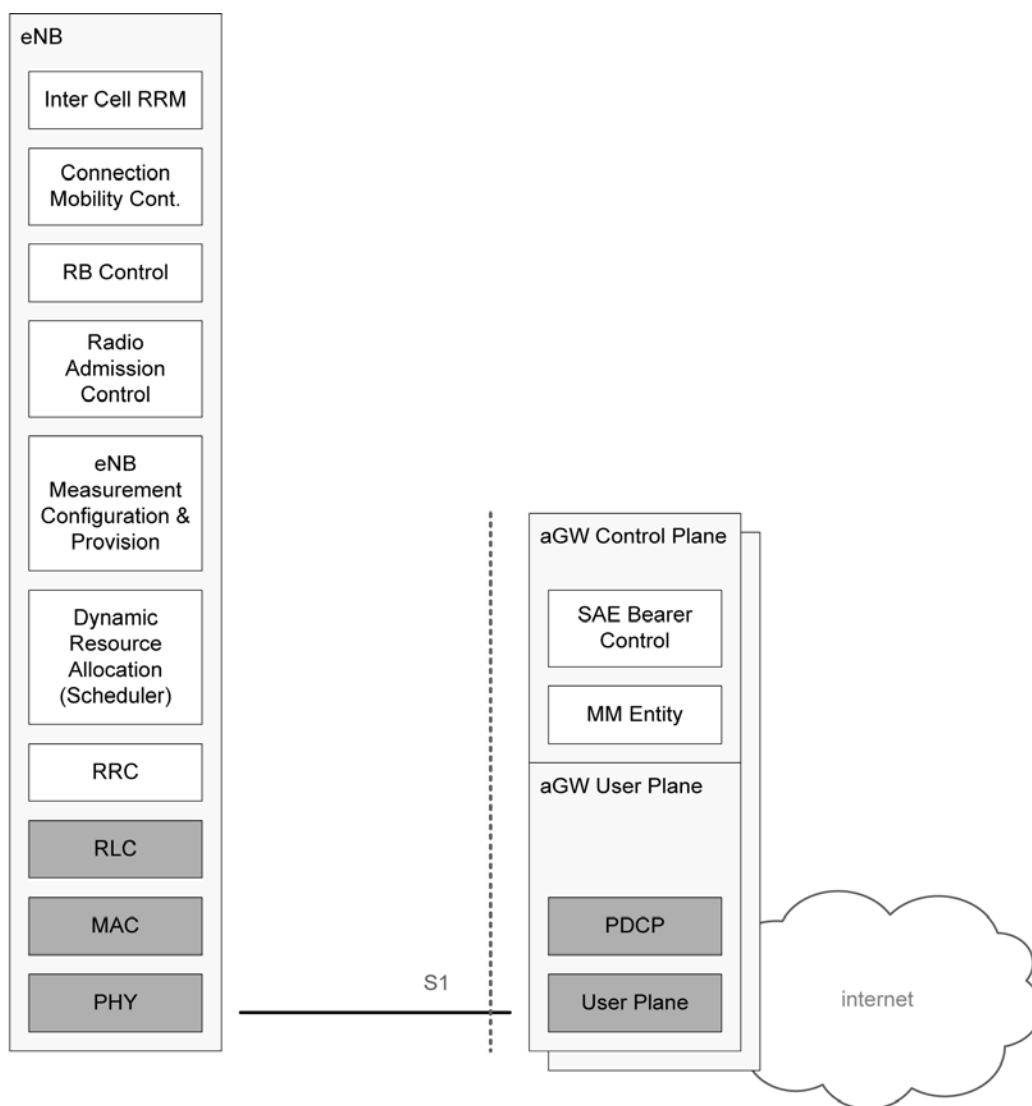 eNB
Inter Cell RRM
Connection
Mobility Cont.
RB Control
Radio
Admission
Control
eNB
Measurement
Configuration &
Provision
Dynamic
Resource
Allocation
(Scheduler)
RRC
RLC
MAC
PHY
S1
aGW Control Plane
SAE Bearer
Control
MM Entity
aGW User Plane
PDCP
User Plane
internet